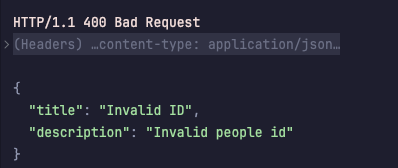 HTTP/1.1 400 Bad Request
(Headers) …content-type: application/json…
{
"title": "Invalid ID",
"description": "Invalid people id"
}